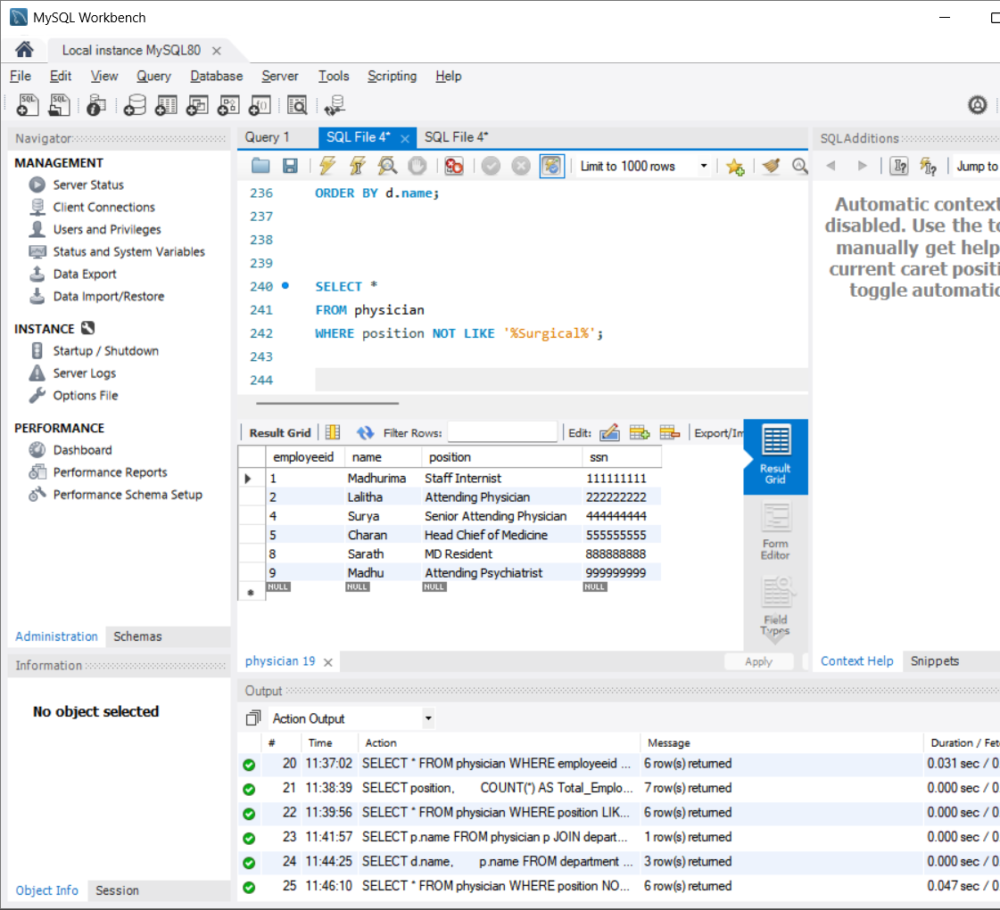 MySQL Workbench
Local instance MySQL80
File Edit View Query Database Server Tools Scripting Help
Navigator
MANAGEMENT
Server Status
Client Connections
Users and Privileges
Status and System Variables
Data Export
Data Import/Restore
INSTANCE
Startup / Shutdown
Server Logs
Options File
PERFORMANCE
Dashboard
Performance Reports
Performance Schema Setup
Administration Schemas
Information
No object selected
Object Info Session
Query 1 SQL File 4* SQL File 4*
Limit to 1000 rows
236 ORDER BY d.name;
237
238
239
240 SELECT *
241 FROM physician
242 WHERE position NOT LIKE '%Surgical%';
243
244
Result Grid Filter Rows: Edit: Export/Im
employeeid name position ssn
1 Madhurima Staff Internist 111111111
2 Lalitha Attending Physician 222222222
4 Surya Senior Attending Physician 444444444
5 Charan Head Chief of Medicine 555555555
8 Sarath MD Resident 888888888
9 Madhu Attending Psychiatrist 999999999
NULL NULL NULL NULL
Result
Grid
Form
Editor
Field
Types
physician 19
Apply
SQLAdditions
Jump to
Automatic context
disabled. Use the to
manually get help
current caret positi
toggle automatic
Context Help Snippets
Output
Action Output
# Time Action Message Duration / Fet
20 11:37:02 SELECT * FROM physician WHERE employeeid ... 6 row(s) returned 0.031 sec / 0.
21 11:38:39 SELECT position, COUNT(*) AS Total_Emplo... 7 row(s) returned 0.000 sec / 0.
22 11:39:56 SELECT * FROM physician WHERE position LIK... 6 row(s) returned 0.000 sec / 0.
23 11:41:57 SELECT p.name FROM physician p JOIN depart... 1 row(s) returned 0.000 sec / 0.
24 11:44:25 SELECT d.name, p.name FROM department ... 3 row(s) returned 0.000 sec / 0.
25 11:46:10 SELECT * FROM physician WHERE position NO... 6 row(s) returned 0.047 sec / 0.